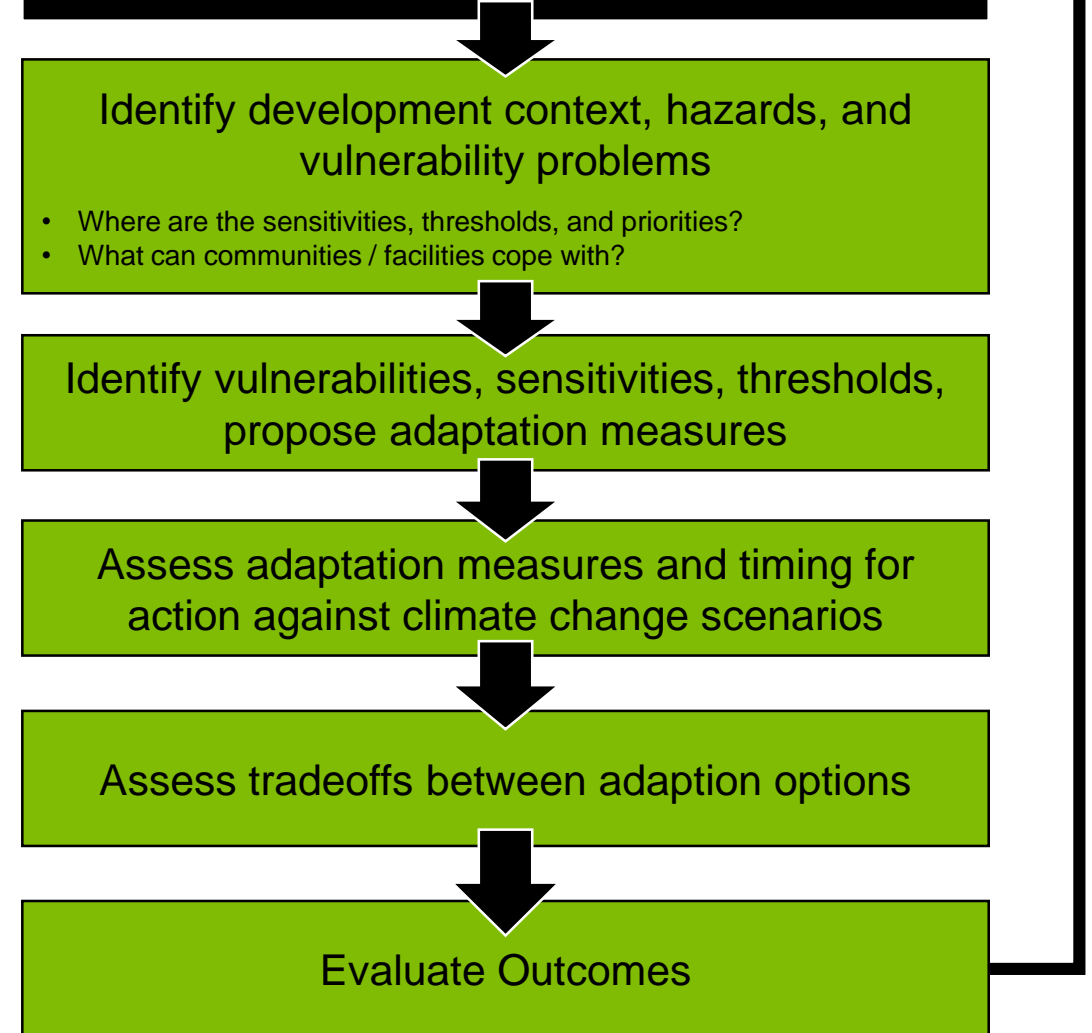 Identify development context, hazards, and
vulnerability problems
• Where are the sensitivities, thresholds, and priorities?
• What can communities / facilities cope with?
Identify vulnerabilities, sensitivities, thresholds,
propose adaptation measures
Assess adaptation measures and timing for
action against climate change scenarios
Assess tradeoffs between adaption options
Evaluate Outcomes